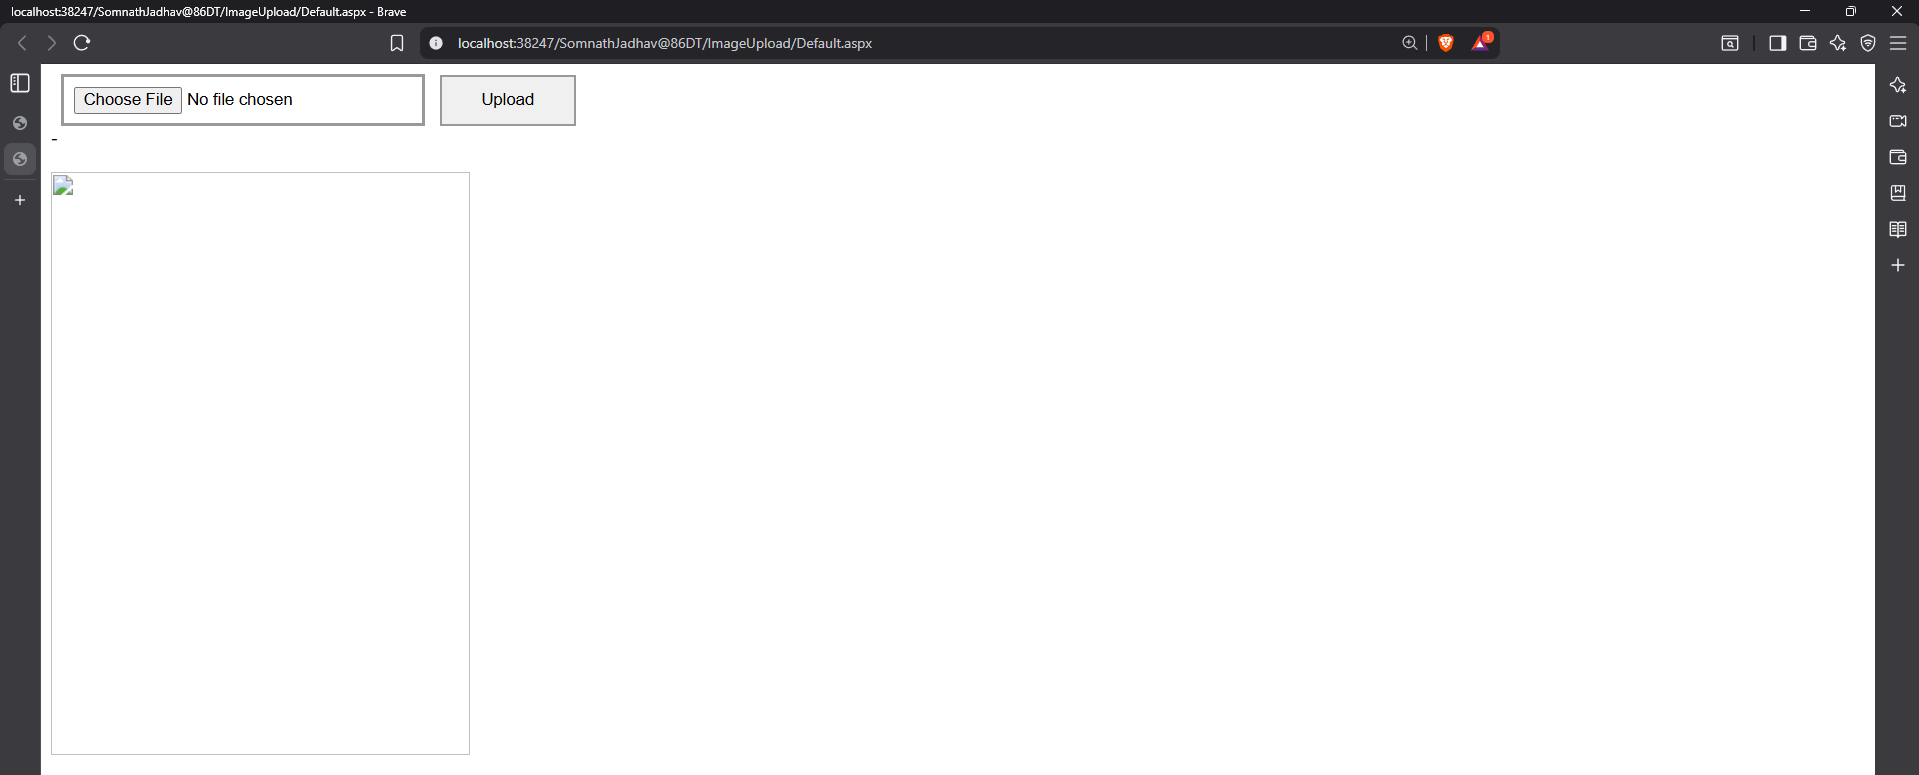 localhost:38247/SomnathJadhav@86DT/ImageUpload/Default.aspx - Brave
localhost:38247/SomnathJadhav@86DT/ImageUpload/Default.aspx
1
Choose File No file chosen
Upload
-